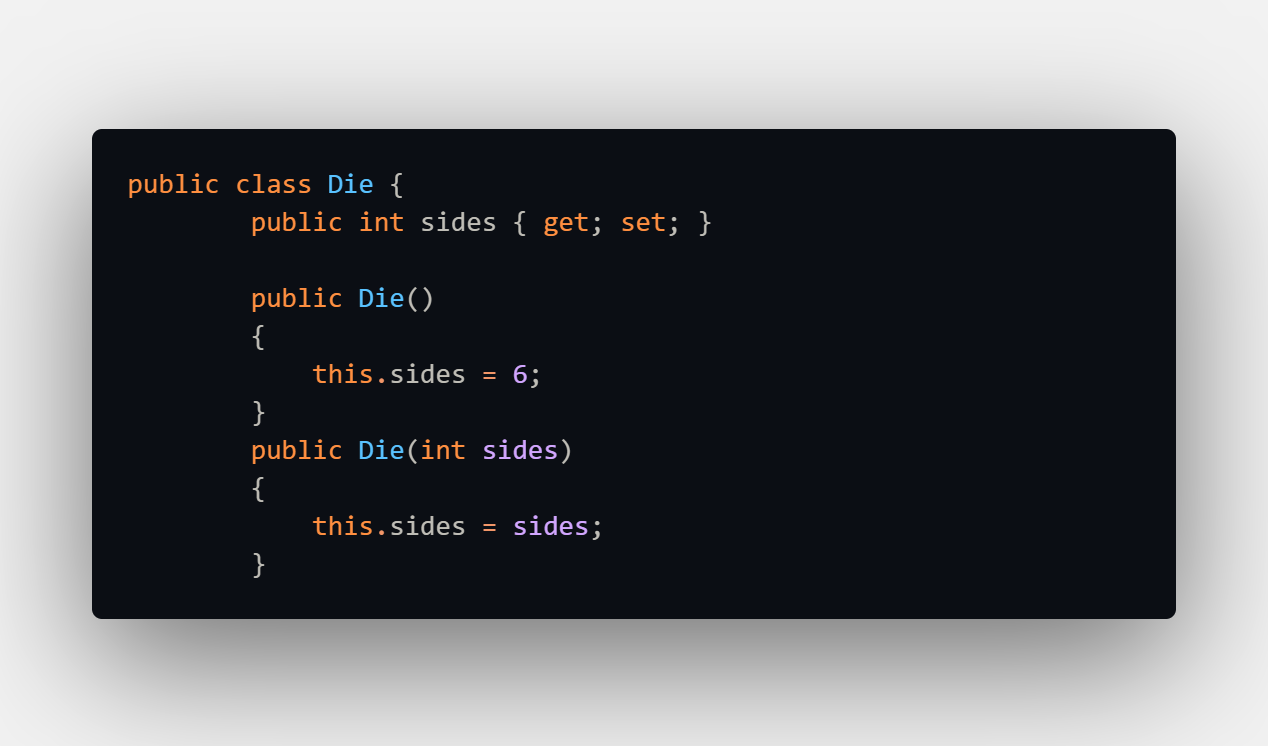 public class Die {
        public int sides { get; set; }

        public Die()
        {
            this.sides = 6;
        }
        public Die(int sides)
        {
            this.sides = sides;
        }